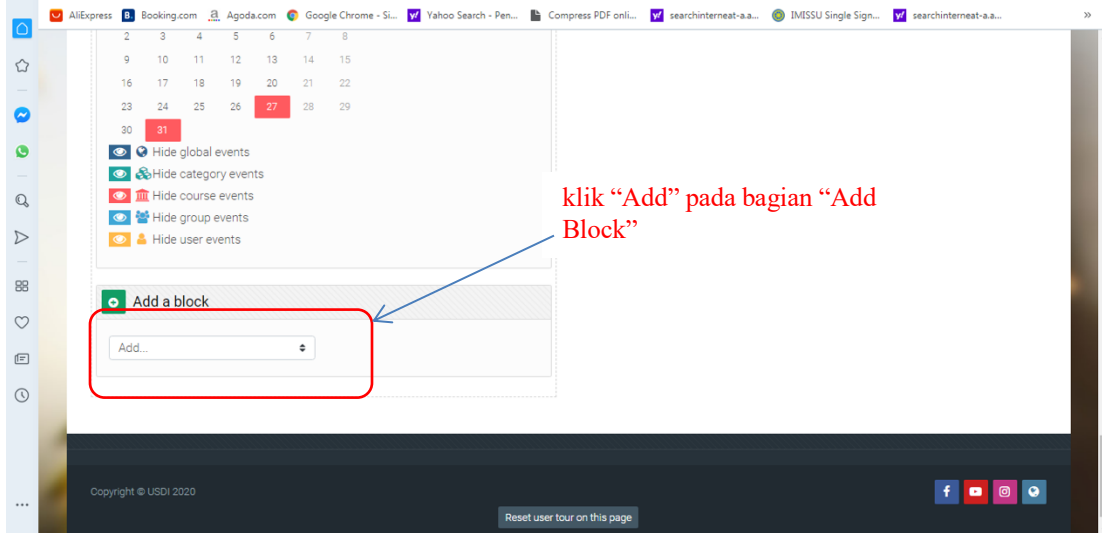 AliExpress B. Booking.com a Agoda.com Google Chrome - Si... Yahoo Search - Pen... Compress PDF onli... searchinterneat-a.a... IMISSU Single Sign... searchinterneat-a.a... »
2 3 4 5 6 7 8
9 10 11 12 13 14 15
16 17 18 19 20 21 22
23 24 25 26 27 28 29
30 31
Hide global events
Hide category events
Hide course events
Hide group events
Hide user events
klik “Add” pada bagian “Add
Block”
Add a block
Add...
Copyright © USDI 2020
Reset user tour on this page